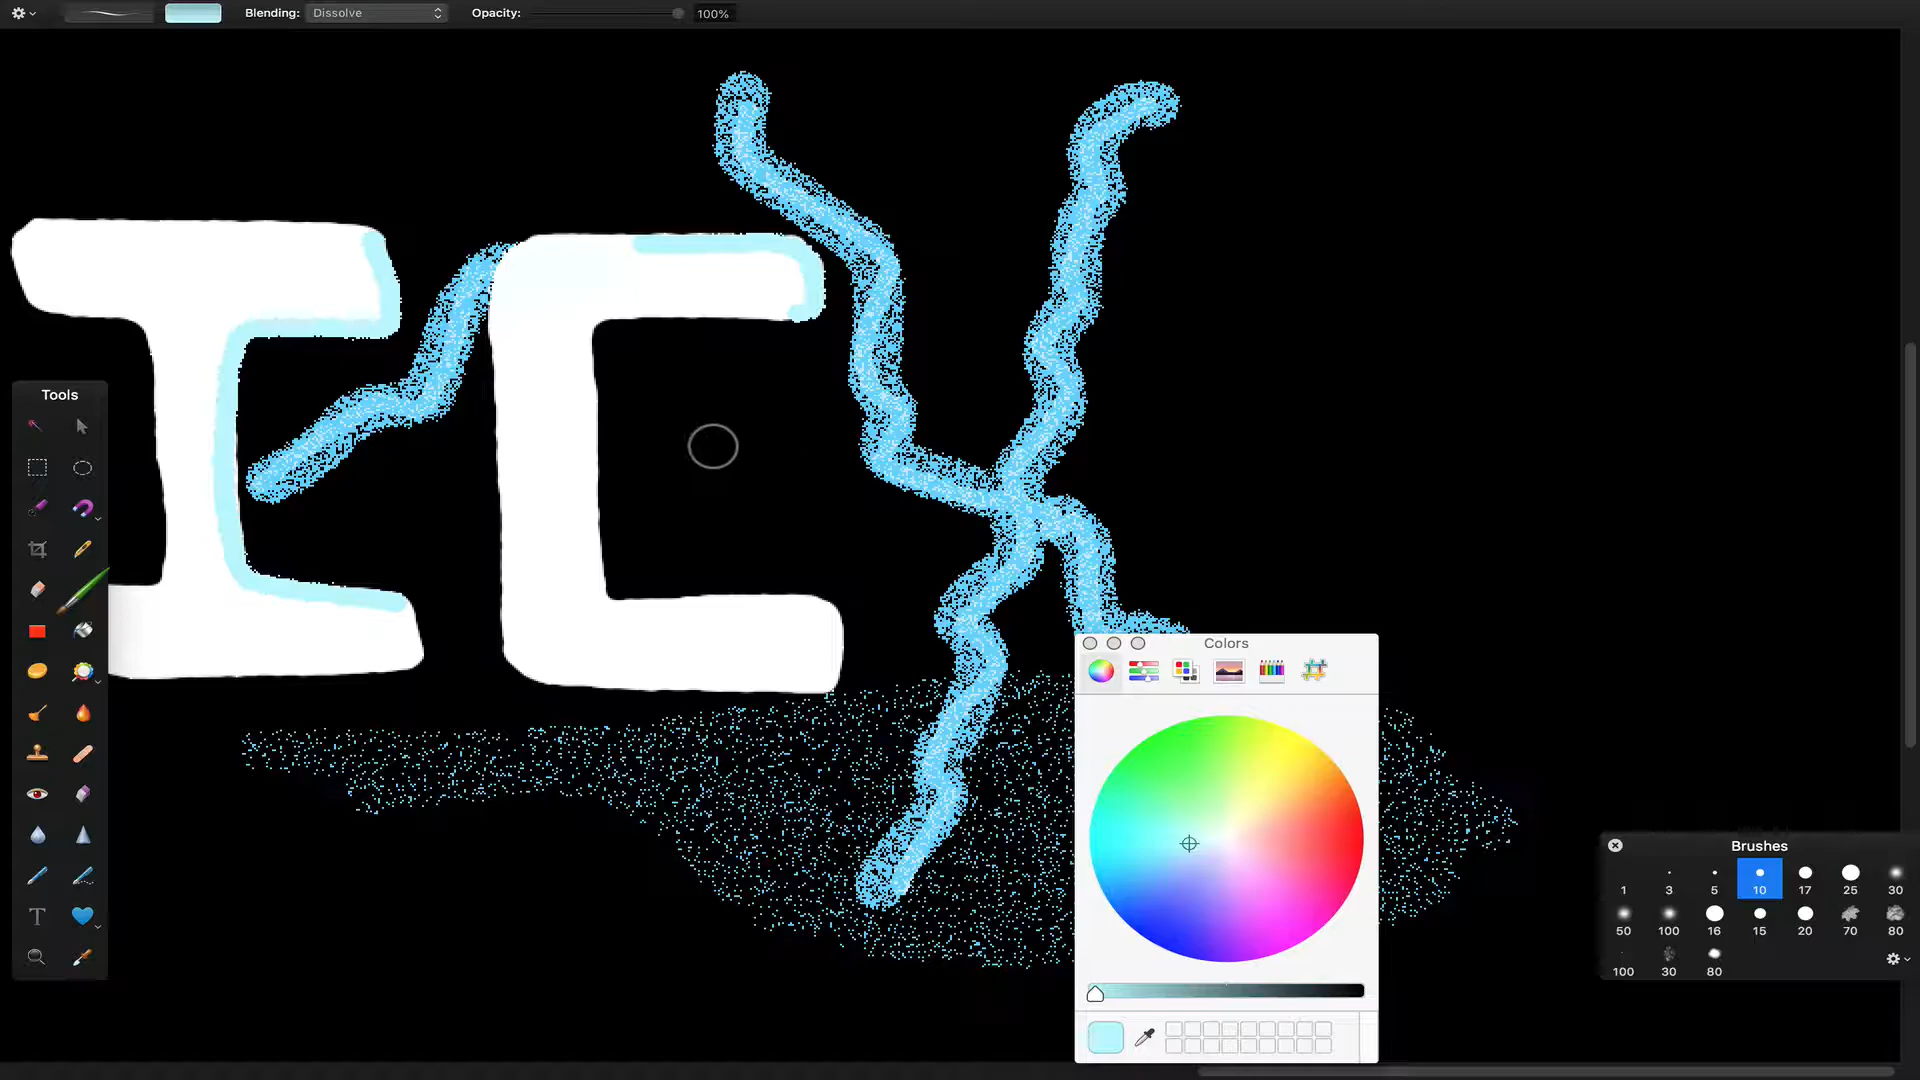 Blending: Dissolve Opacity: 100%
IC
Tools
T
Colors
Brushes
1 3 5 10 17 25 30
50 100 16 15 20 70 80
100 30 80